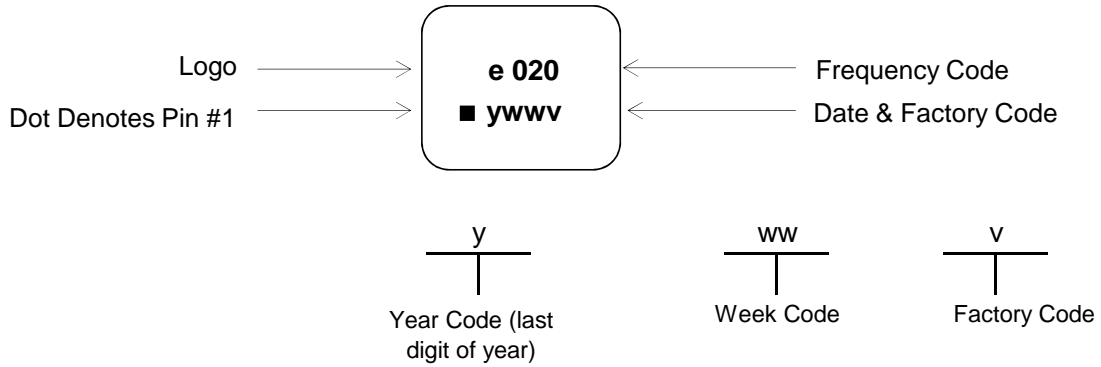 Logo
e 020
Frequency Code
Dot Denotes Pin #1
■ ywwv
Date & Factory Code
y
ww
v
Year Code (last
digit of year)
Week Code
Factory Code